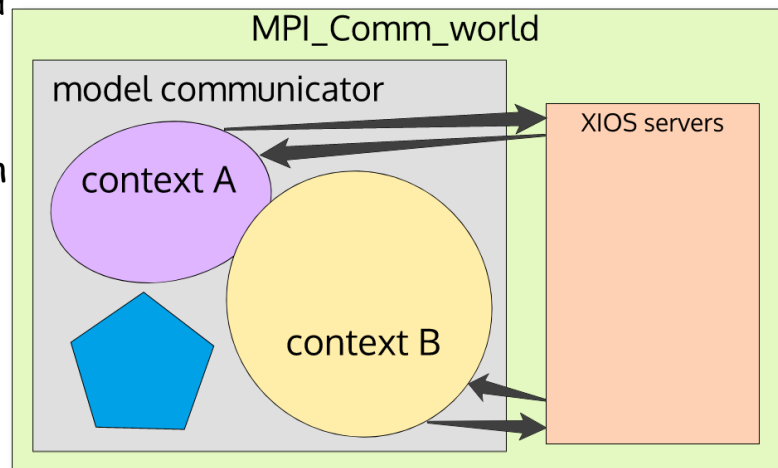 MPI_Comm_world
model communicator
XIOS servers
context A
context B